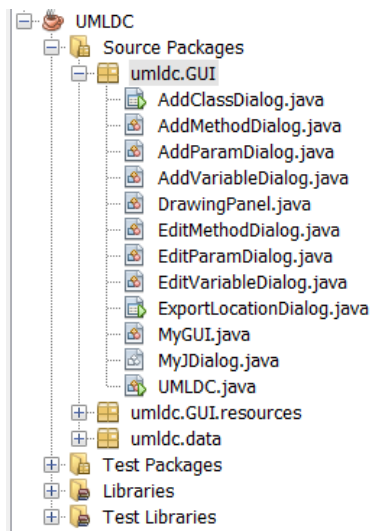 UMLDC
Source Packages
umldc.GUI
AddClassDialog.java
AddMethodDialog.java
AddParamDialog.java
AddVariableDialog.java
DrawingPanel.java
EditMethodDialog.java
EditParamDialog.java
EditVariableDialog.java
ExportLocationDialog.java
MyGUI.java
MyJDialog.java
UMLDC.java
umldc.GUI.resources
umldc.data
Test Packages
Libraries
Test Libraries